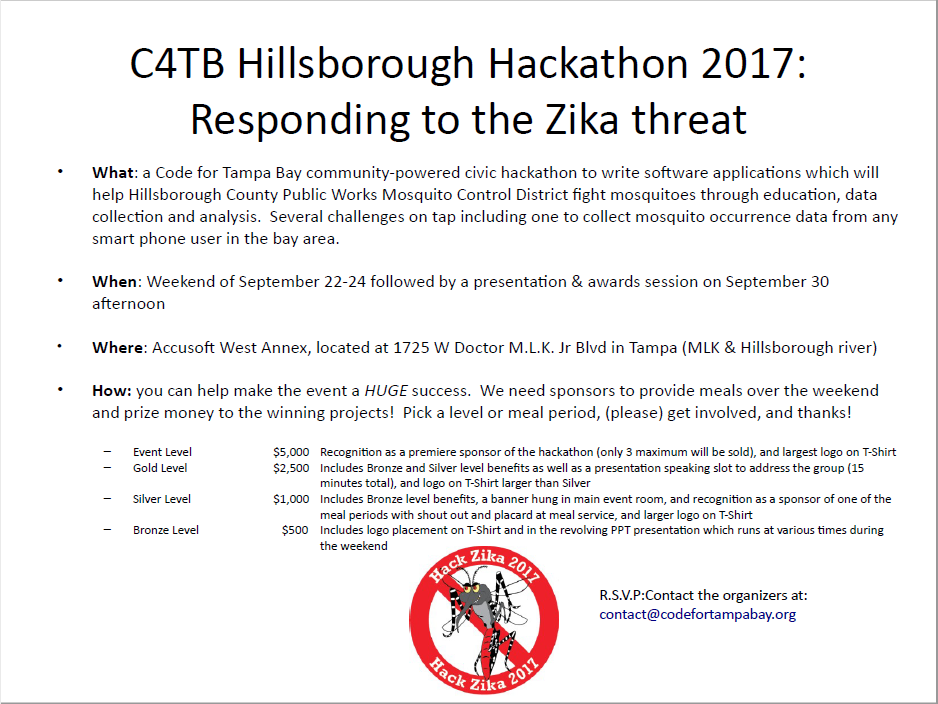 C4TB Hillsborough Hackathon 2017:
Responding to the Zika threat
• What: a Code for Tampa Bay community-powered civic hackathon to write software applications which will
help Hillsborough County Public Works Mosquito Control District fight mosquitoes through education, data
collection and analysis.  Several challenges on tap including one to collect mosquito occurrence data from any
smart phone user in the bay area.
• When: Weekend of September 22-24 followed by a presentation & awards session on September 30
afternoon
• Where: Accusoft West Annex, located at 1725 W Doctor M.L.K. Jr Blvd in Tampa (MLK & Hillsborough river)
• How: you can help make the event a HUGE success.  We need sponsors to provide meals over the weekend
and prize money to the winning projects!  Pick a level or meal period, (please) get involved, and thanks!
– Event Level $5,000 Recognition as a premiere sponsor of the hackathon (only 3 maximum will be sold), and largest logo on T-Shirt
– Gold Level $2,500 Includes Bronze and Silver level benefits as well as a presentation speaking slot to address the group (15
minutes total), and logo on T-Shirt larger than Silver
– Silver Level $1,000 Includes Bronze level benefits, a banner hung in main event room, and recognition as a sponsor of one of the
meal periods with shout out and placard at meal service, and larger logo on T-Shirt
– Bronze Level $500 Includes logo placement on T-Shirt and in the revolving PPT presentation which runs at various times during
the weekend
Hack Zika 2017
Hack Zika 2017
R.S.V.P:Contact the organizers at:
contact@codefortampabay.org